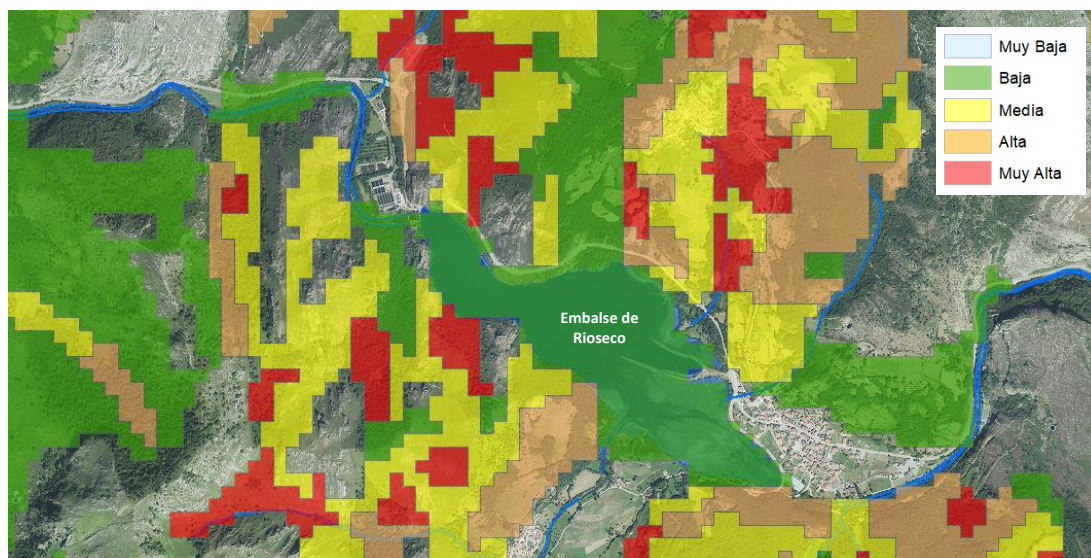 Muy Baja
Baja
Media
Alta
Muy Alta
Embalse de
Rioseco